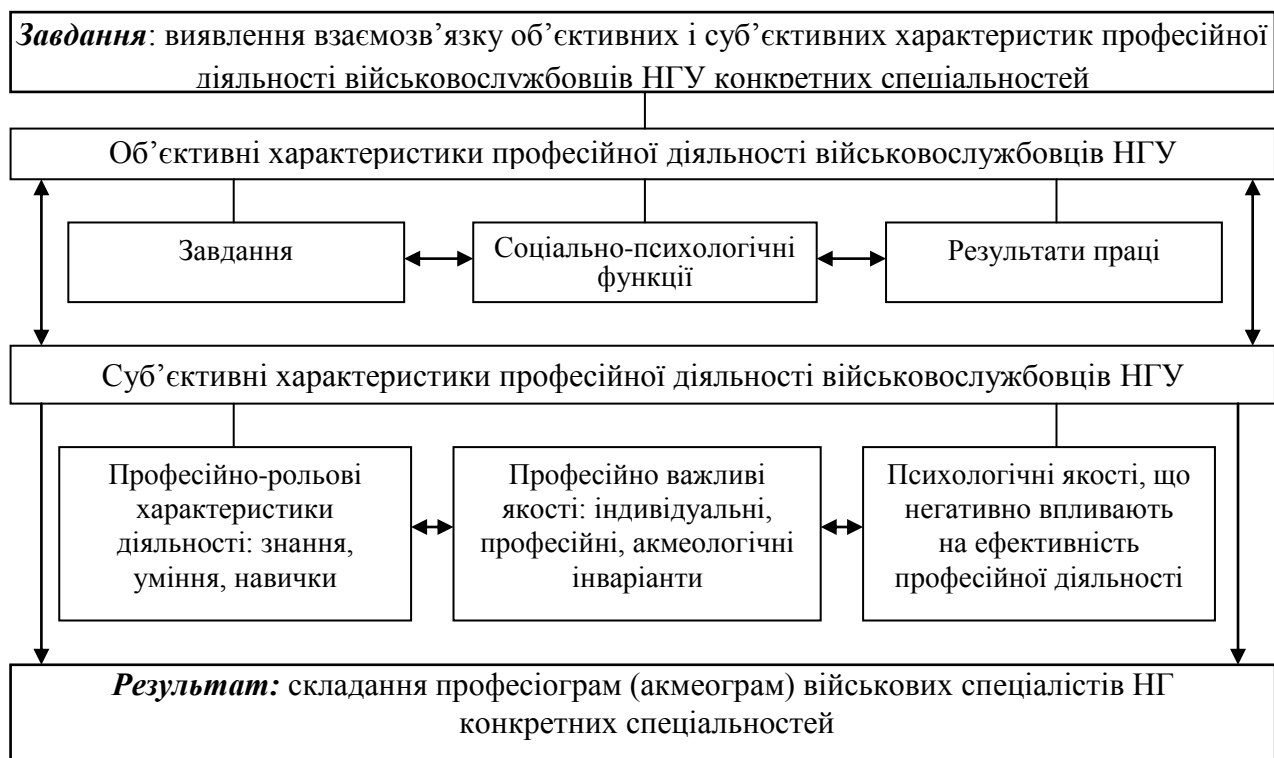 Завдання: виявлення взаємозв’язку об’єктивних і суб’єктивних характеристик професійної
діяльності військовослужбовців НГУ конкретних спеціальностей
Об’єктивні характеристики професійної діяльності військовослужбовців НГУ
Завдання
Соціально-психологічні
функції
Результати праці
Суб’єктивні характеристики професійної діяльності військовослужбовців НГУ
Професійно-рольові
характеристики
діяльності: знання,
уміння, навички
Професійно важливі
якості: індивідуальні,
професійні, акмеологічні
інваріанти
Психологічні якості, що
негативно впливають
на ефективність
професійної діяльності
Результат: складання професіограм (акмеограм) військових спеціалістів НГ
конкретних спеціальностей